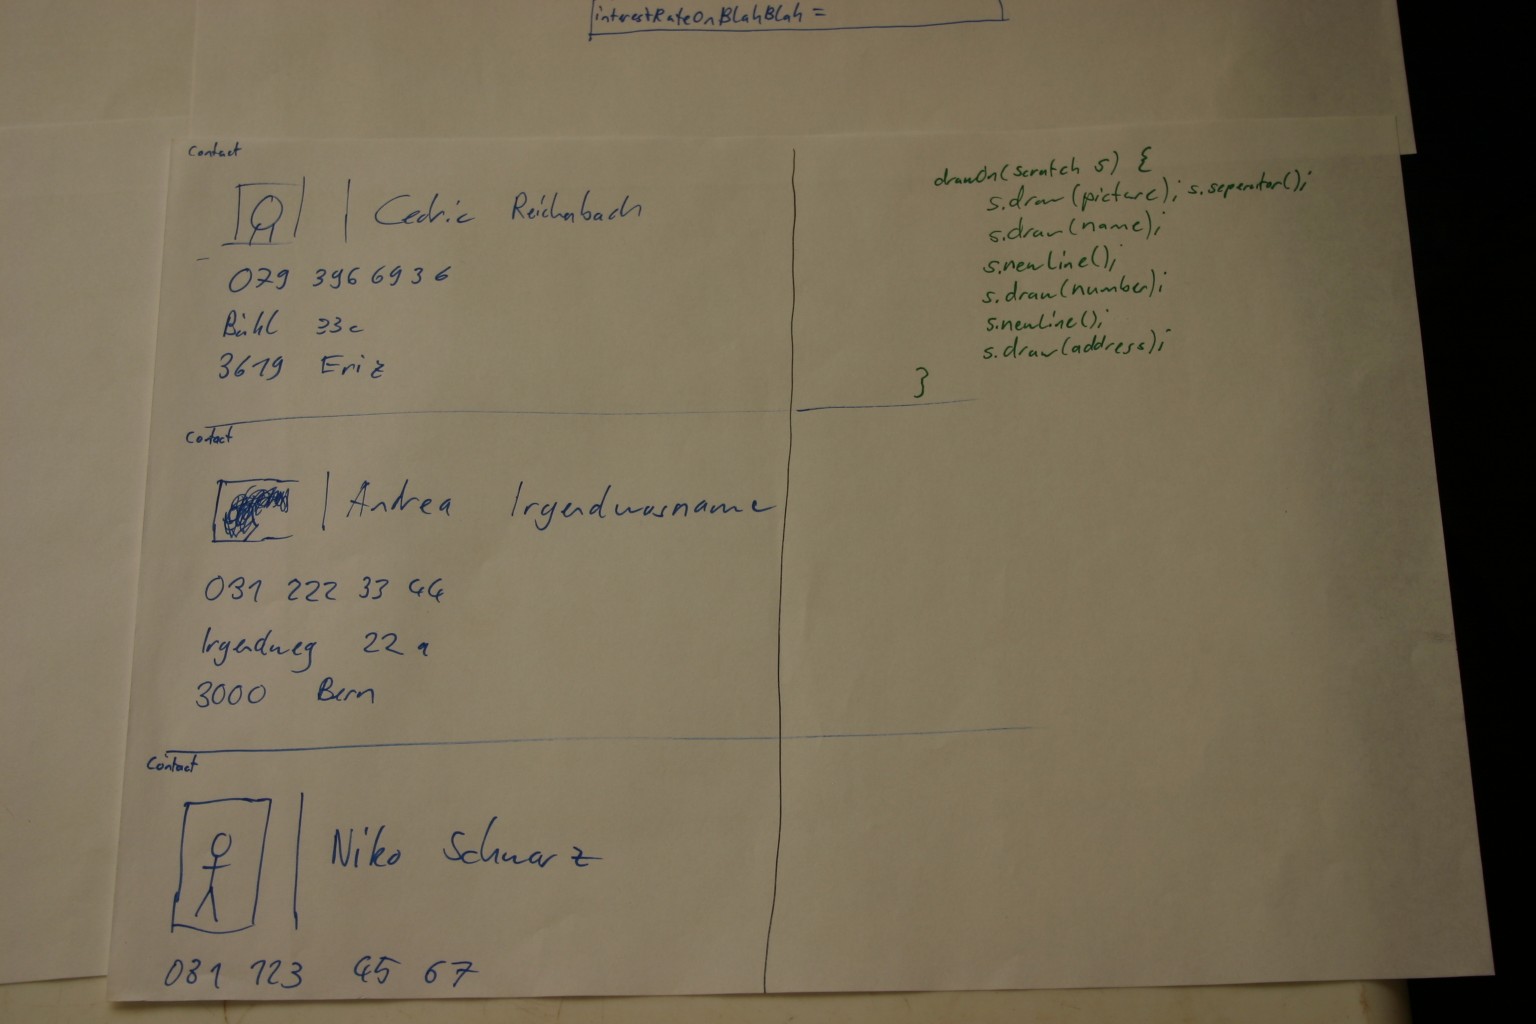 interestRateOnBlahBlah =
Contact
Cedric Reichenbach
079 396 69 36
Bühl 33c
3619 Eriz
drawOn(Scratch s) {
s.draw(picture); s.seperator();
s.draw(name);
s.newline();
s.draw(number);
s.newline();
s.draw(address);
}
Contact
Andrea Irgendwasname
031 222 33 44
Irgendweg 22a
3000 Bern
Contact
Niko Schwarz
031 123 45 67